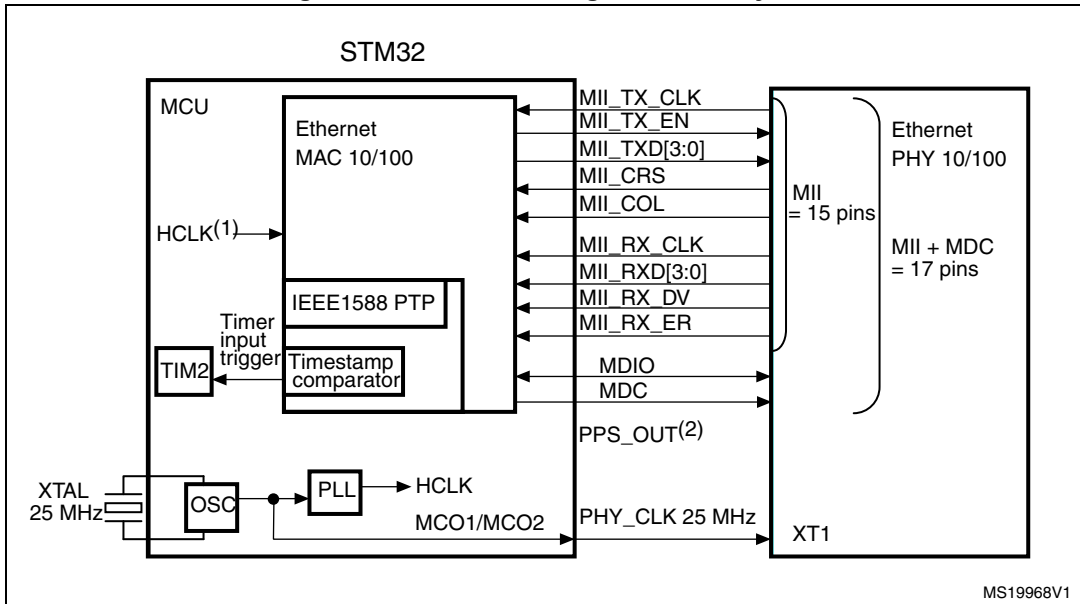 STM32
MCU
Ethernet
MAC 10/100
HCLK(1)
IEEE1588 PTP
Timer
input
trigger
TIM2
Timestamp
comparator
XTAL
25 MHz
OSC
PLL
HCLK
MCO1/MCO2
MII_TX_CLK
MII_TX_EN
MII_TXD[3:0]
MII_CRS
MII_COL
MII_RX_CLK
MII_RXD[3:0]
MII_RX_DV
MII_RX_ER
MDIO
MDC
PPS_OUT(2)
PHY_CLK 25 MHz
MII
= 15 pins
Ethernet
PHY 10/100
MII + MDC
= 17 pins
XT1
MS19968V1